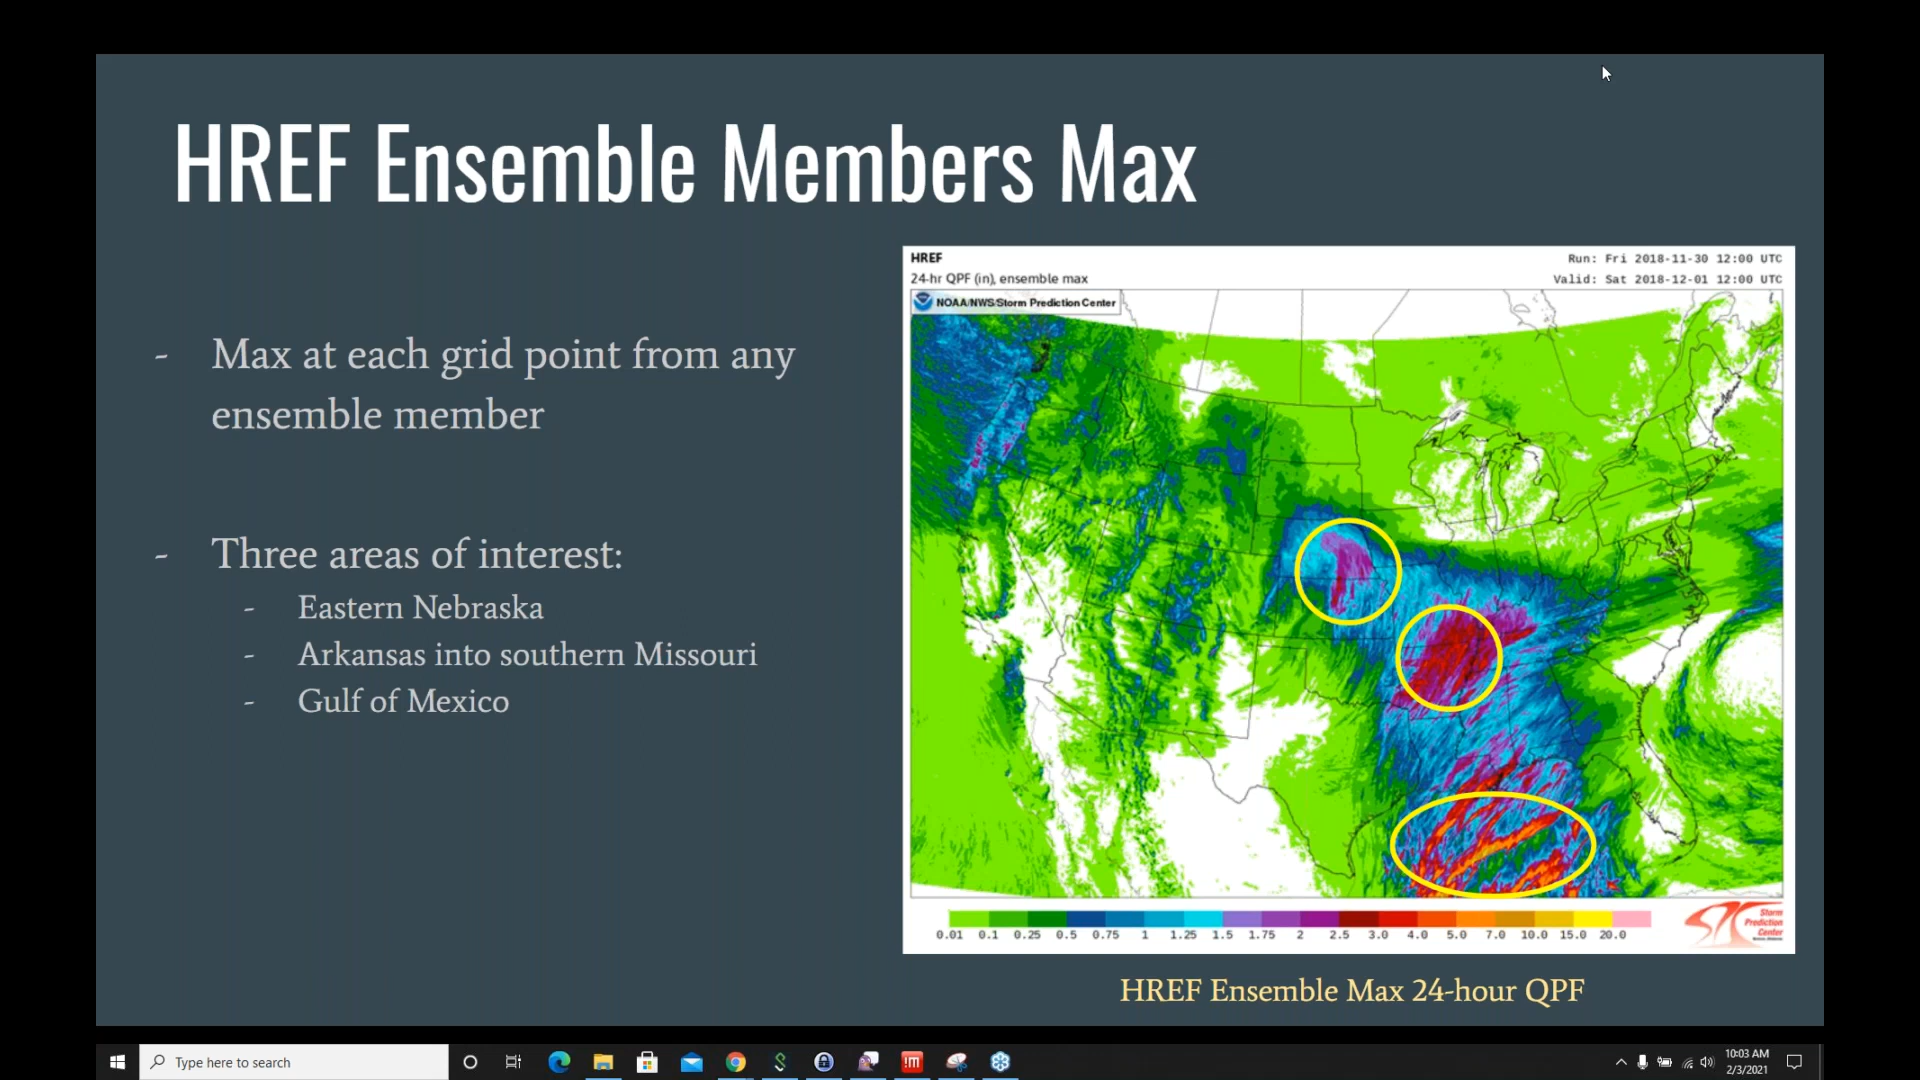 HREF Ensemble Members Max
- Max at each grid point from any
ensemble member
- Three areas of interest:
- Eastern Nebraska
- Arkansas into southern Missouri
- Gulf of Mexico
HREF
Run: Fri 2018-11-30 12:00 UTC
24-hr QPF (in), ensemble max
Valid: Sat 2018-12-01 12:00 UTC
NOAA/NWS/Storm Prediction Center
0.01 0.1 0.25 0.5 0.75 1 1.25 1.5 1.75 2 2.5 3.0 4.0 5.0 7.0 10.0 15.0 20.0
Storm
Prediction
Center
HREF Ensemble Max 24-hour QPF
Type here to search
10:03 AM
2/3/2021